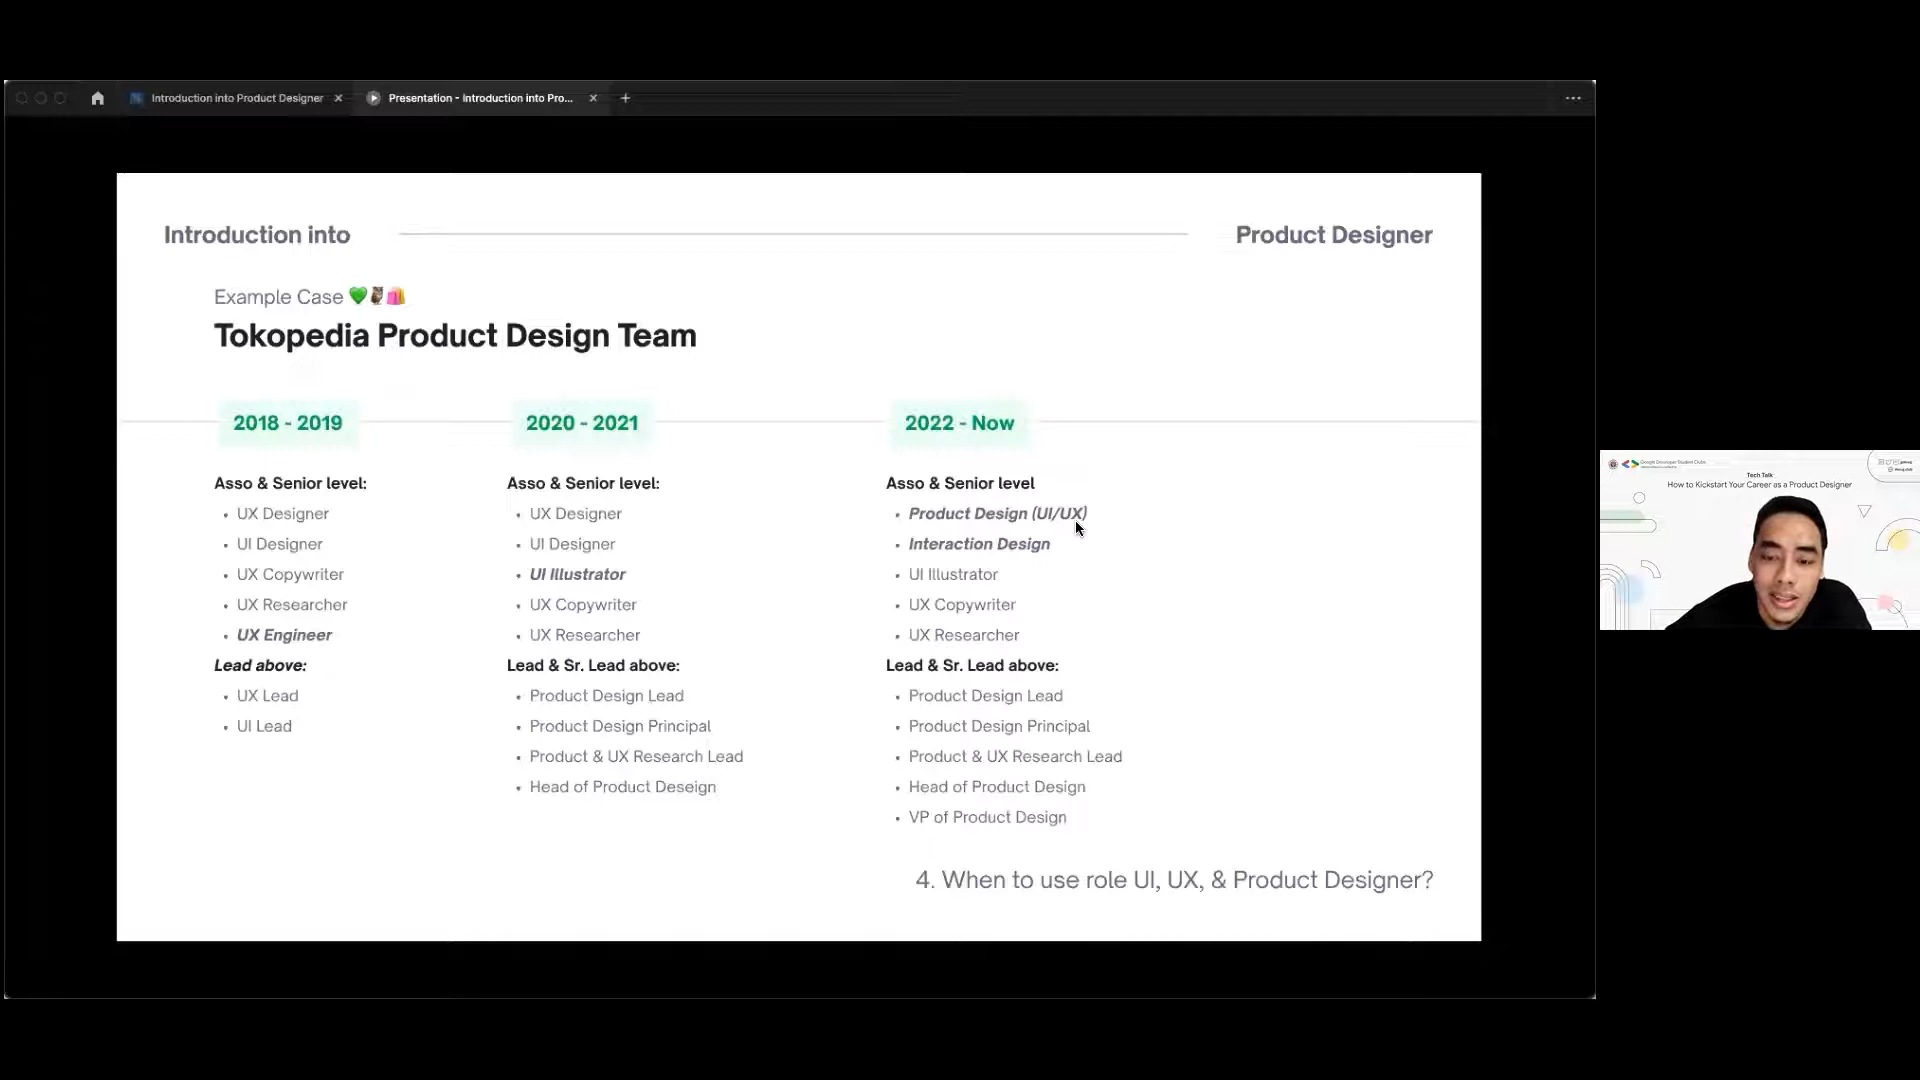 Introduction into Product Designer
Presentation - Introduction into Pro...
Introduction into
Product Designer
Example Case
Tokopedia Product Design Team
2018 - 2019
Asso & Senior level:
UX Designer
UI Designer
UX Copywriter
UX Researcher
UX Engineer
Lead above:
UX Lead
UI Lead
2020 - 2021
Asso & Senior level:
UX Designer
UI Designer
UI Illustrator
UX Copywriter
UX Researcher
Lead & Sr. Lead above:
Product Design Lead
Product Design Principal
Product & UX Research Lead
Head of Product Deseign
2022 - Now
Asso & Senior level
Product Design (UI/UX)
Interaction Design
UI Illustrator
UX Copywriter
UX Researcher
Lead & Sr. Lead above:
Product Design Lead
Product Design Principal
Product & UX Research Lead
Head of Product Design
VP of Product Design
4. When to use role UI, UX, & Product Designer?
Google Developer Student Clubs
Tech Talk
How to Kickstart Your Career as a Product Designer